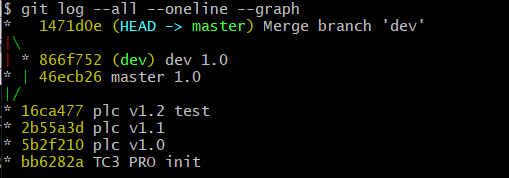 $ git log --all --oneline --graph
*   1471d0e (HEAD -> master) Merge branch 'dev'
|\
| * 866f752 (dev) dev 1.0
* | 46ecb26 master 1.0
|/
* 16ca477 plc v1.2 test
* 2b55a3d plc v1.1
* 5b2f210 plc v1.0
* bb6282a TC3 PRO init